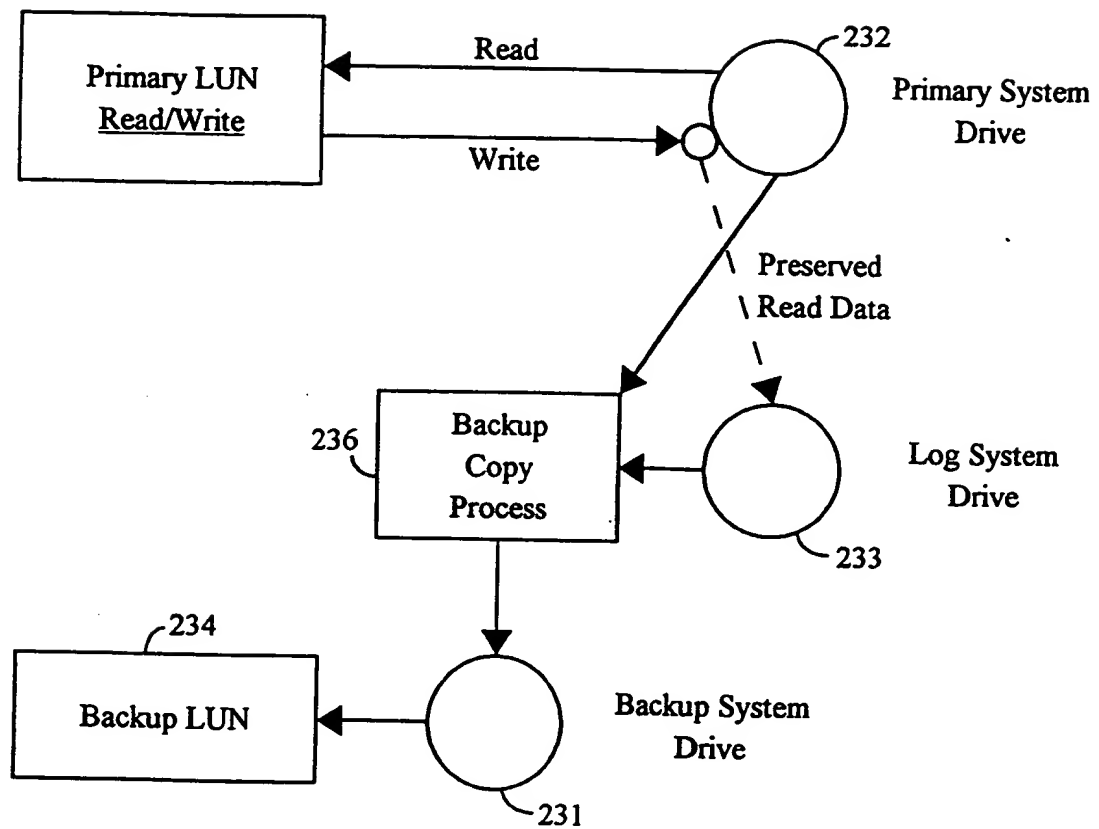 232
Read
Primary LUN
Read/Write
Primary System
Drive
Write
Preserved
Read Data
236
Backup
Copy
Process
Log System
Drive
233
234
Backup LUN
Backup System
Drive
231